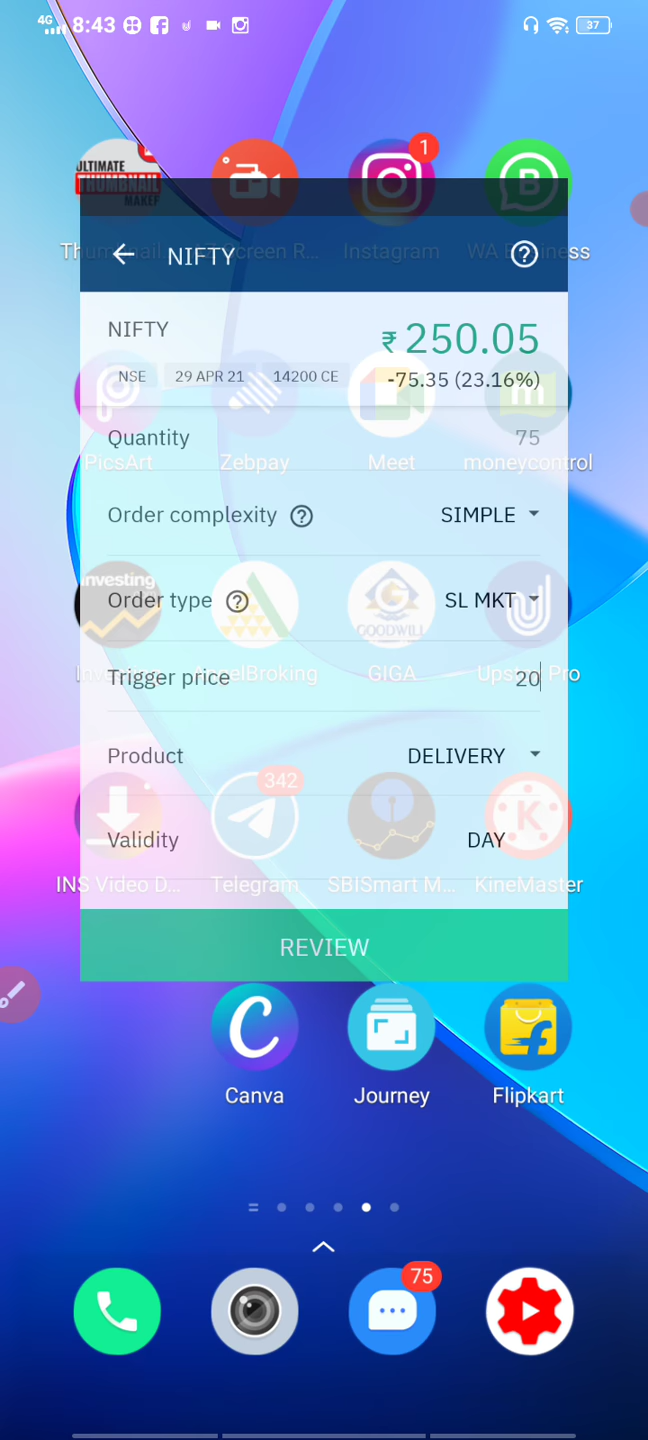 4G 8:43 37
ULTIMATE
THUMBNAIL
MAKER
1
B
Screen R... Instagram WA Business
NIFTY
NIFTY
₹250.05
NSE 29 APR 21 14200 CE
-75.35 (23.16%)
Quantity 75
PicsArt Zebpay Meet moneycontrol
Order complexity SIMPLE
Investing
Order type SL MKT
GOODWILL
AngelBroking GIGA Upstox Pro
Trigger price 20
Product DELIVERY
342
Validity DAY
INS Video D... Telegram SBISmart M... KineMaster
REVIEW
Canva Journey Flipkart
75